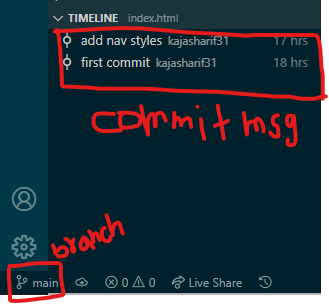 TIMELINE index.html
add nav styles kajasharif31 17 hrs
first commit kajasharif31 18 hrs
commit msg
branch
main 0 0 Live Share